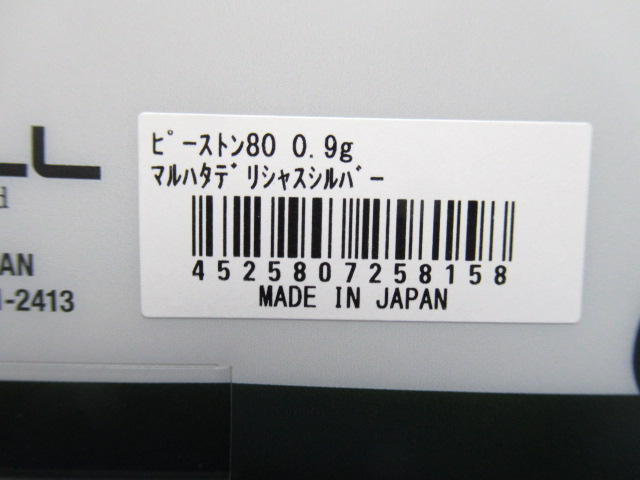 ﾋﾟｰｽﾄﾝ80 0.9g
ﾏﾙﾊﾀﾃﾞﾘｼｬｽｼﾙﾊﾞｰ
4525807258158
MADE IN JAPAN
LL
d
AN
1-2413